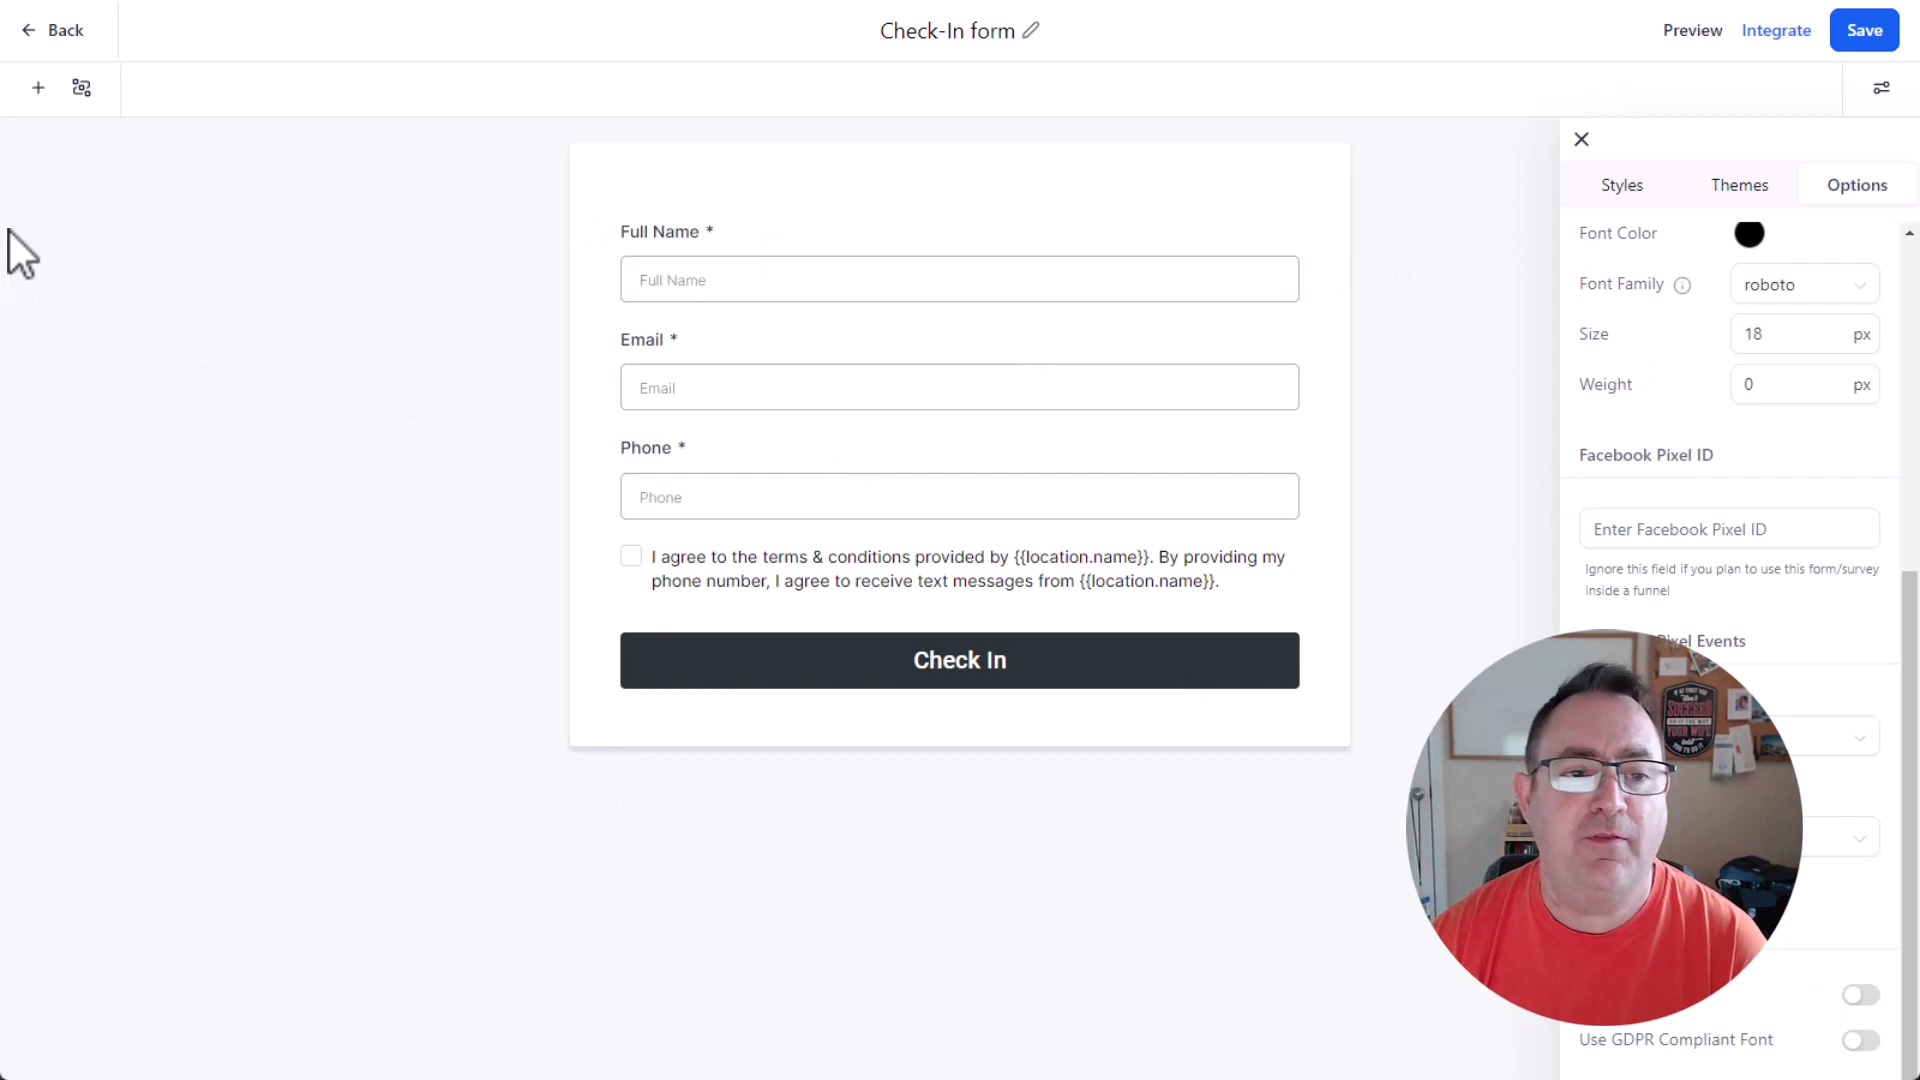 Back
Check-In form
Preview
Integrate
Save
Styles
Themes
Options
Full Name *
Full Name
Email *
Email
Phone *
Phone
I agree to the terms & conditions provided by {{location.name}}. By providing my
phone number, I agree to receive text messages from {{location.name}}.
Check In
Font Color
Font Family
roboto
Size
18
px
Weight
0
px
Facebook Pixel ID
Enter Facebook Pixel ID
Ignore this field if you plan to use this form/survey
inside a funnel
Pixel Events
SUCCEED
YOUR WIFE
Use GDPR Compliant Font